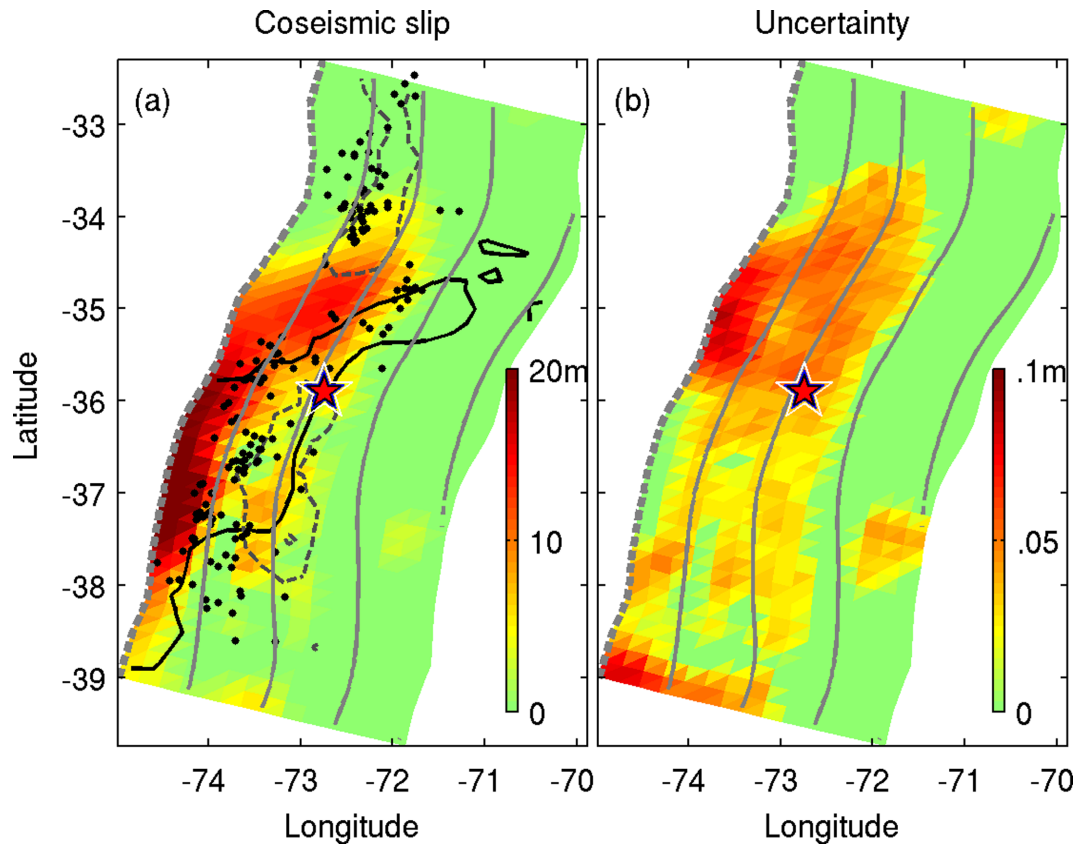 Coseismic slip
Uncertainty
(a)
(b)
-33
-34
-35
-36
-37
-38
-39
Latitude
20m
10
0
.1m
.05
0
-74
-73
-72
-71
-70
-74
-73
-72
-71
-70
Longitude
Longitude